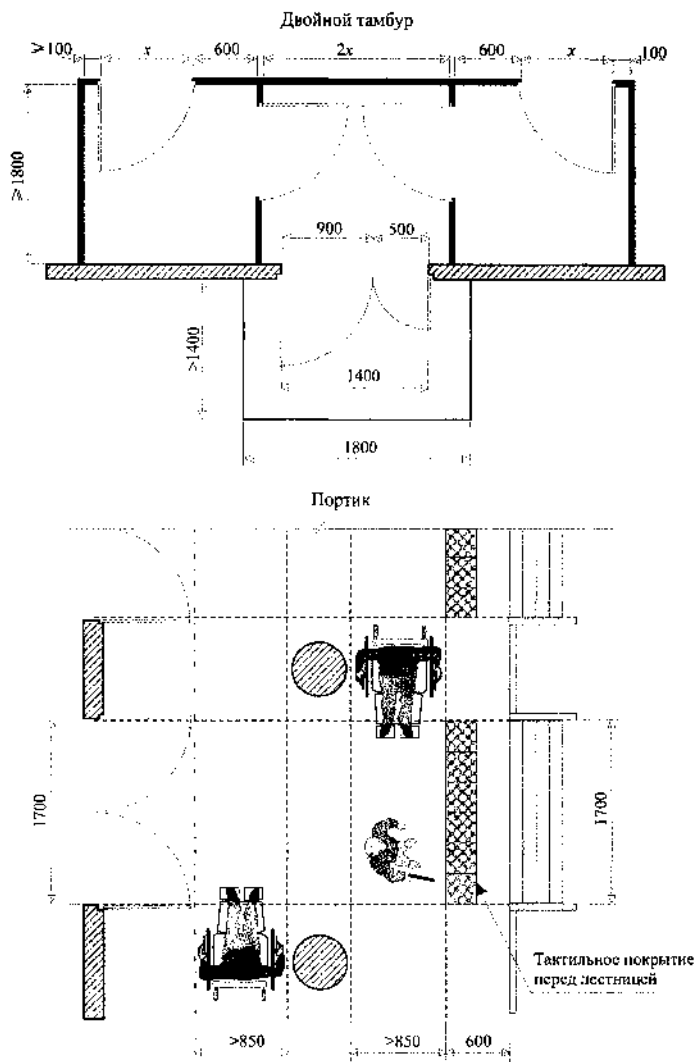 Двойной тамбур
⩾100 x 600 2x 600 x 100
⩾1800
900 500
>1400
1400
1800
Портик
1700
1700
Тактильное покрытие
перед лестницей
>850 >850 600